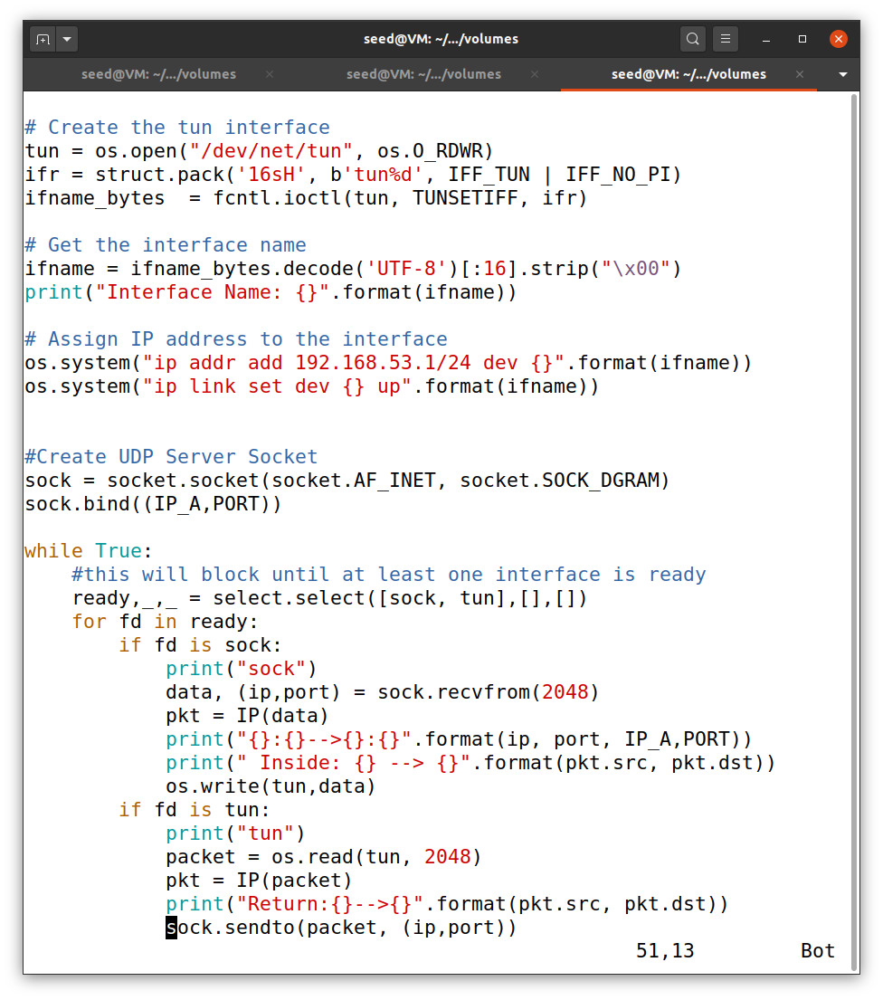 seed@VM: ~/.../volumes
seed@VM: ~/.../volumes
seed@VM: ~/.../volumes
seed@VM: ~/.../volumes
# Create the tun interface
tun = os.open("/dev/net/tun", os.O_RDWR)
ifr = struct.pack('16sH', b'tun%d', IFF_TUN | IFF_NO_PI)
ifname_bytes  = fcntl.ioctl(tun, TUNSETIFF, ifr)

# Get the interface name
ifname = ifname_bytes.decode('UTF-8')[:16].strip("\x00")
print("Interface Name: {}".format(ifname))

# Assign IP address to the interface
os.system("ip addr add 192.168.53.1/24 dev {}".format(ifname))
os.system("ip link set dev {} up".format(ifname))


#Create UDP Server Socket
sock = socket.socket(socket.AF_INET, socket.SOCK_DGRAM)
sock.bind((IP_A,PORT))

while True:
    #this will block until at least one interface is ready
    ready,_,_ = select.select([sock, tun],[],[])
    for fd in ready:
        if fd is sock:
            print("sock")
            data, (ip,port) = sock.recvfrom(2048)
            pkt = IP(data)
            print("{}:{}-->{}:{}".format(ip, port, IP_A,PORT))
            print(" Inside: {} --> {}".format(pkt.src, pkt.dst))
            os.write(tun,data)
        if fd is tun:
            print("tun")
            packet = os.read(tun, 2048)
            pkt = IP(packet)
            print("Return:{}-->{}".format(pkt.src, pkt.dst))
            sock.sendto(packet, (ip,port))
51,13 Bot